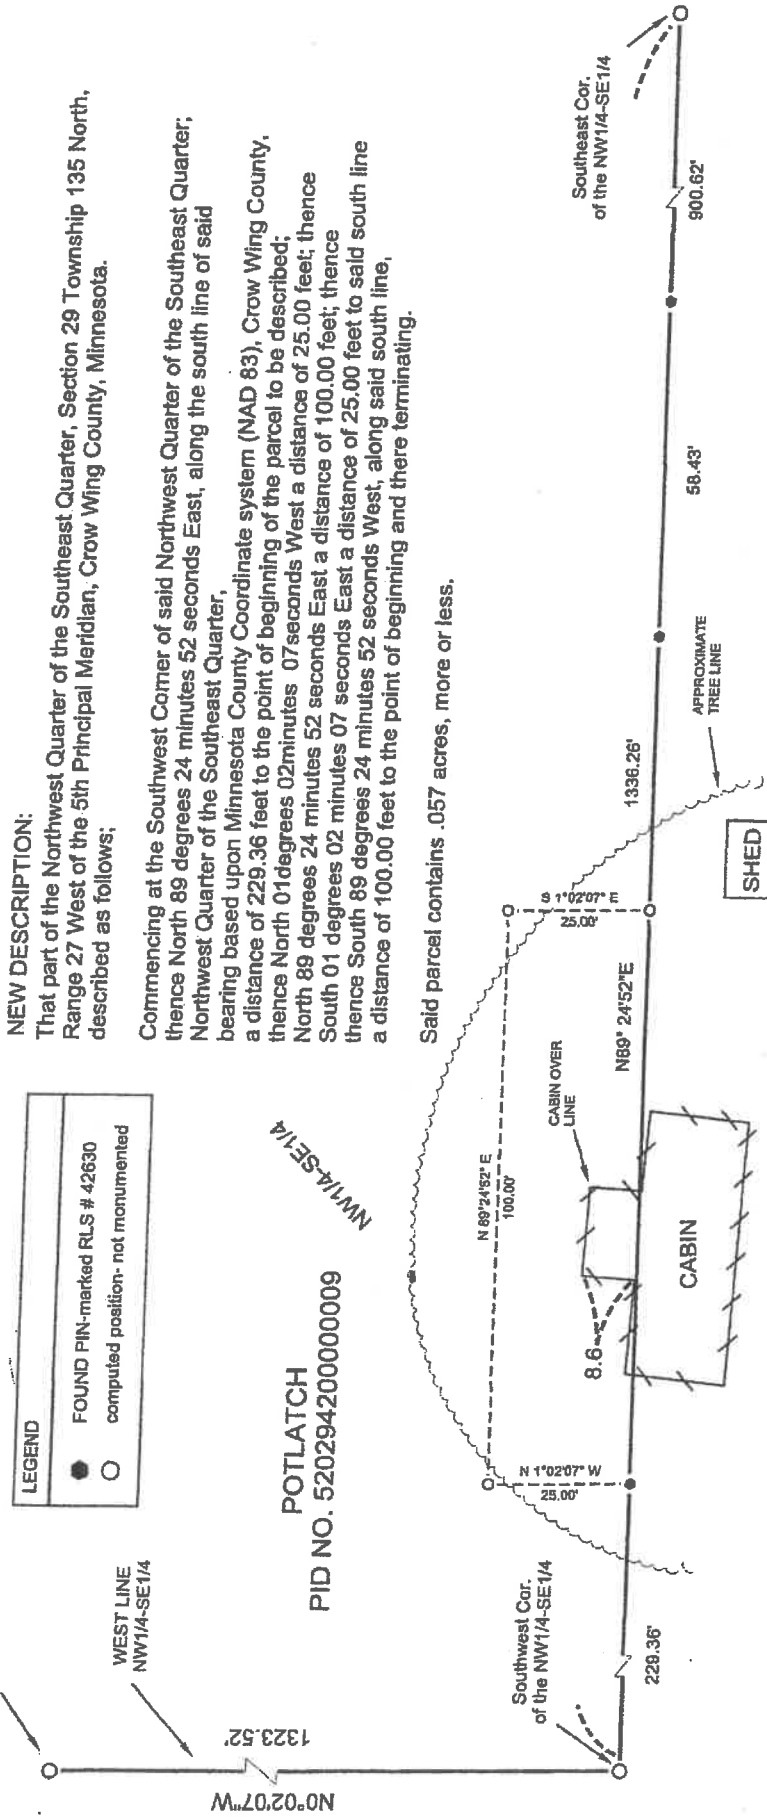 NEW DESCRIPTION:
That part of the Northwest Quarter of the Southeast Quarter, Section 29 Township 135 North,
Range 27 West of the 5th Principal Meridian, Crow Wing County, Minnesota.
described as follows;
Commencing at the Southwest Corner of said Northwest Quarter of the Southeast Quarter;
thence North 89 degrees 24 minutes 52 seconds East, along the south line of said
Northwest Quarter of the Southeast Quarter,
bearing based upon Minnesota County Coordinate system (NAD 83), Crow Wing County,
a distance of 229.36 feet to the point of beginning of the parcel to be described;
thence North 01degrees 02minutes 07seconds West a distance of 25.00 feet; thence
North 89 degrees 24 minutes 52 seconds East a distance of 100.00 feet; thence
South 01 degrees 02 minutes 07 seconds East a distance of 25.00 feet to said south line
thence South 89 degrees 24 minutes 52 seconds West, along said south line,
a distance of 100.00 feet to the point of beginning and there terminating.
Said parcel contains .057 acres, more or less.
LEGEND
FOUND PIN-marked RLS # 42630
computed position- not monumented
WEST LINE
NW1/4-SE1/4
N0°02'07"W
1323.52'
POTLATCH
PID NO. 520294200000009
NW1/4-SE1/4
Southwest Cor.
of the NW1/4-SE1/4
229.36'
N 1°02'07" W
25.00'
N 89°24'52" E
100.00'
S 1°02'07" E
25.00'
8.6
CABIN OVER
LINE
CABIN
N89° 24'52"E
1336.26'
APPROXIMATE
TREE LINE
SHED
58.43'
900.62'
Southeast Cor.
of the NW1/4-SE1/4